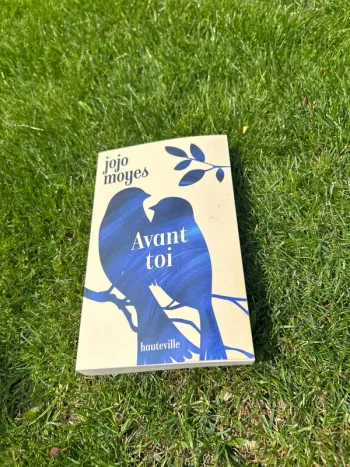 jojo
moyes
Avant
toi
hauteville